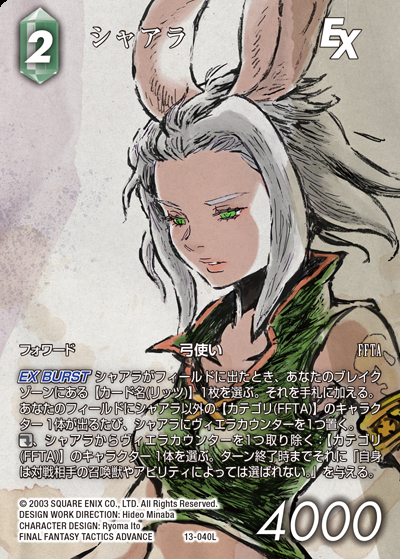 2
シャアラ
EX
フォワード
弓使い
FFTA
EX BURST シャアラがフィールドに出たとき、あなたのブレイク
ゾーンにある【カード名(リッツ)】1枚を選ぶ。それを手札に加える。
あなたのフィールドにシャアラ以外の【カテゴリ(FFTA)】のキャラク
ター1体が出るたび、シャアラにヴィエラカウンターを1つ置く。
、シャアラからヴィエラカウンターを1つ取り除く：【カテゴリ
(FFTA)】のキャラクター1体を選ぶ。ターン終了時までそれに「自身
は対戦相手の召喚獣やアビリティによっては選ばれない。」を与える。
© 2003 SQUARE ENIX CO., LTD. All Rights Reserved.
DESIGN WORK DIRECTION: Hideo Minaba
CHARACTER DESIGN: Ryoma Ito
FINAL FANTASY TACTICS ADVANCE
13-040L
4000